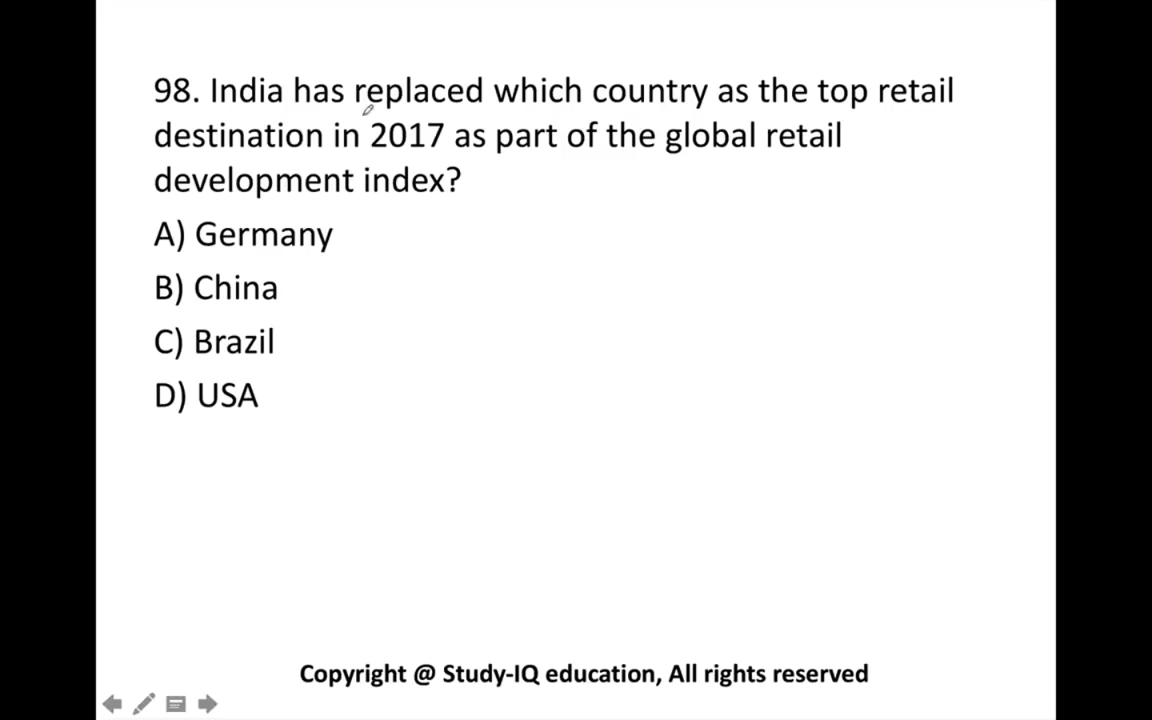 98. India has replaced which country as the top retail
destination in 2017 as part of the global retail
development index?
A) Germany
B) China
C) Brazil
D) USA
Copyright @ Study-IQ education, All rights reserved